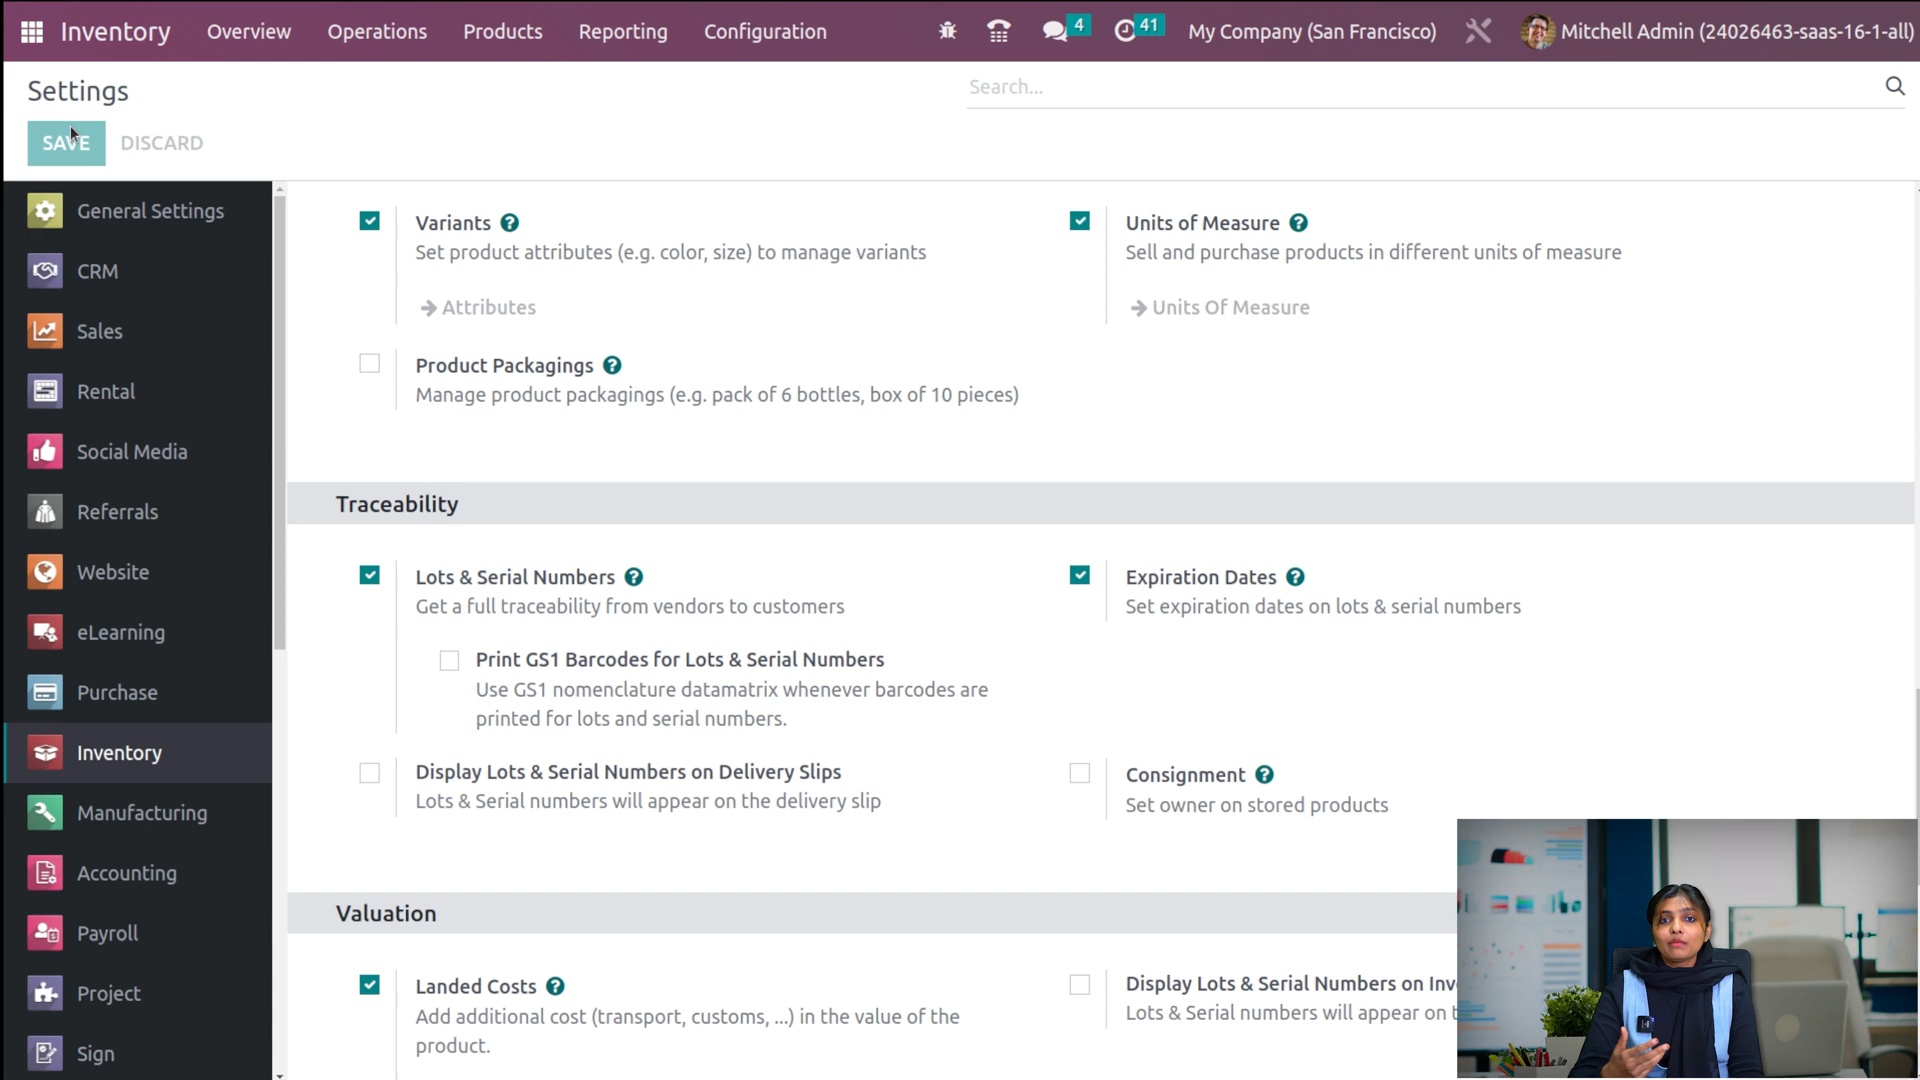 Inventory Overview Operations Products Reporting Configuration 4 41 My Company (San Francisco) Mitchell Admin (24026463-saas-16-1-all)
Settings
Search...
SAVE DISCARD
General Settings
CRM
Sales
Rental
Social Media
Referrals
Website
eLearning
Purchase
Inventory
Manufacturing
Accounting
Payroll
Project
Sign
Variants
Set product attributes (e.g. color, size) to manage variants
Attributes
Units of Measure
Sell and purchase products in different units of measure
Units Of Measure
Product Packagings
Manage product packagings (e.g. pack of 6 bottles, box of 10 pieces)
Traceability
Lots & Serial Numbers
Get a full traceability from vendors to customers
Print GS1 Barcodes for Lots & Serial Numbers
Use GS1 nomenclature datamatrix whenever barcodes are
printed for lots and serial numbers.
Expiration Dates
Set expiration dates on lots & serial numbers
Display Lots & Serial Numbers on Delivery Slips
Lots & Serial numbers will appear on the delivery slip
Consignment
Set owner on stored products
Valuation
Landed Costs
Add additional cost (transport, customs, ...) in the value of the
product.
Display Lots & Serial Numbers on Inv
Lots & Serial numbers will appear on t